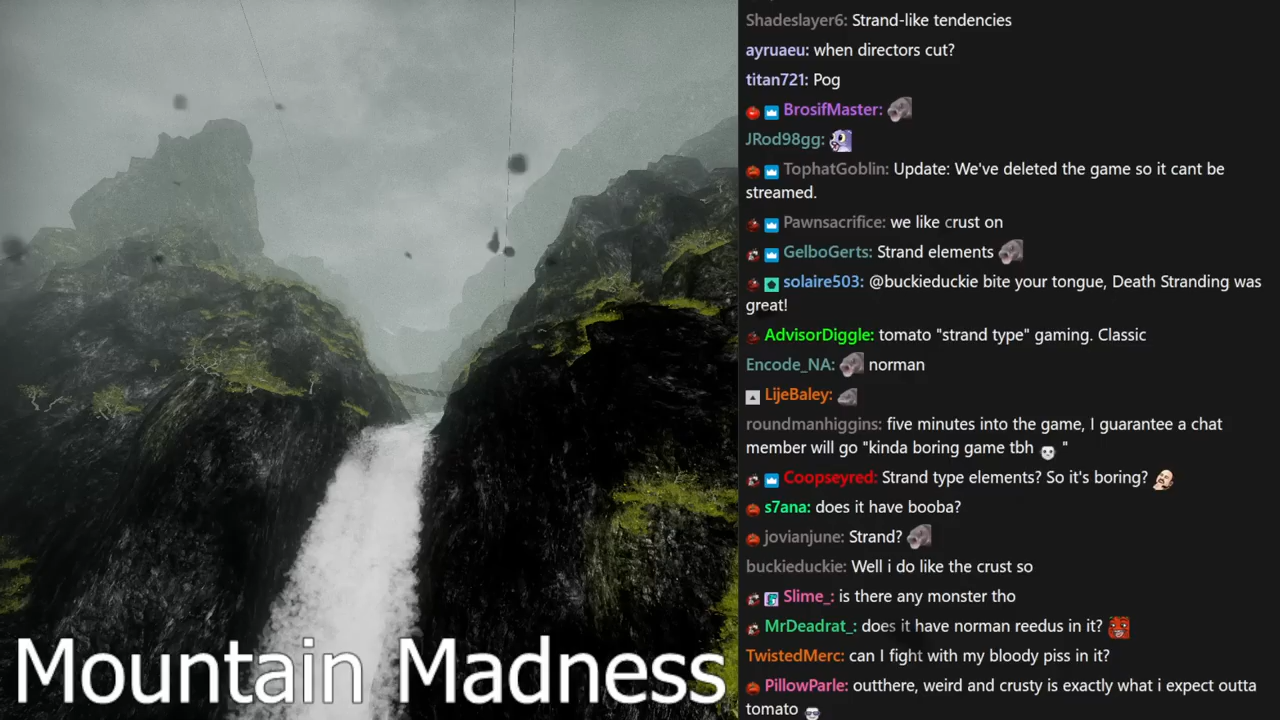 Shadeslayer6: Strand-like tendencies
ayruaeu: when directors cut?
titan721: Pog
BrosifMaster:
JRod98gg:
TophatGoblin: Update: We've deleted the game so it cant be
streamed.
Pawnsacrifice: we like crust on
GelboGerts: Strand elements
solaire503: @buckieduckie bite your tongue, Death Stranding was
great!
AdvisorDiggle: tomato "strand type" gaming. Classic
Encode_NA: norman
LijeBaley:
roundmanhiggins: five minutes into the game, I guarantee a chat
member will go "kinda boring game tbh "
Coopseyred: Strand type elements? So it's boring?
s7ana: does it have booba?
jovianjune: Strand?
buckieduckie: Well i do like the crust so
Slime_: is there any monster tho
MrDeadrat_: does it have norman reedus in it?
TwistedMerc: can I fight with my bloody piss in it?
PillowParle: outthere, weird and crusty is exactly what i expect outta
tomato
Mountain Madness